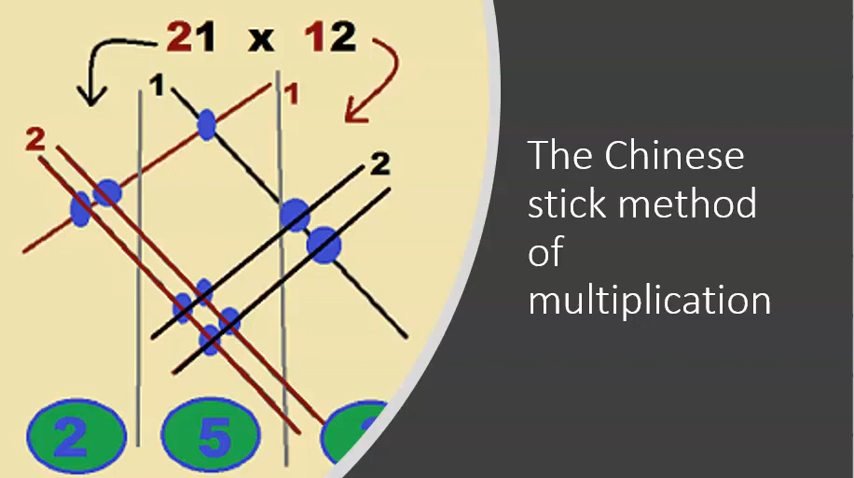 21 x 12
1
1
2
2
2 5
The Chinese
stick method
of
multiplication